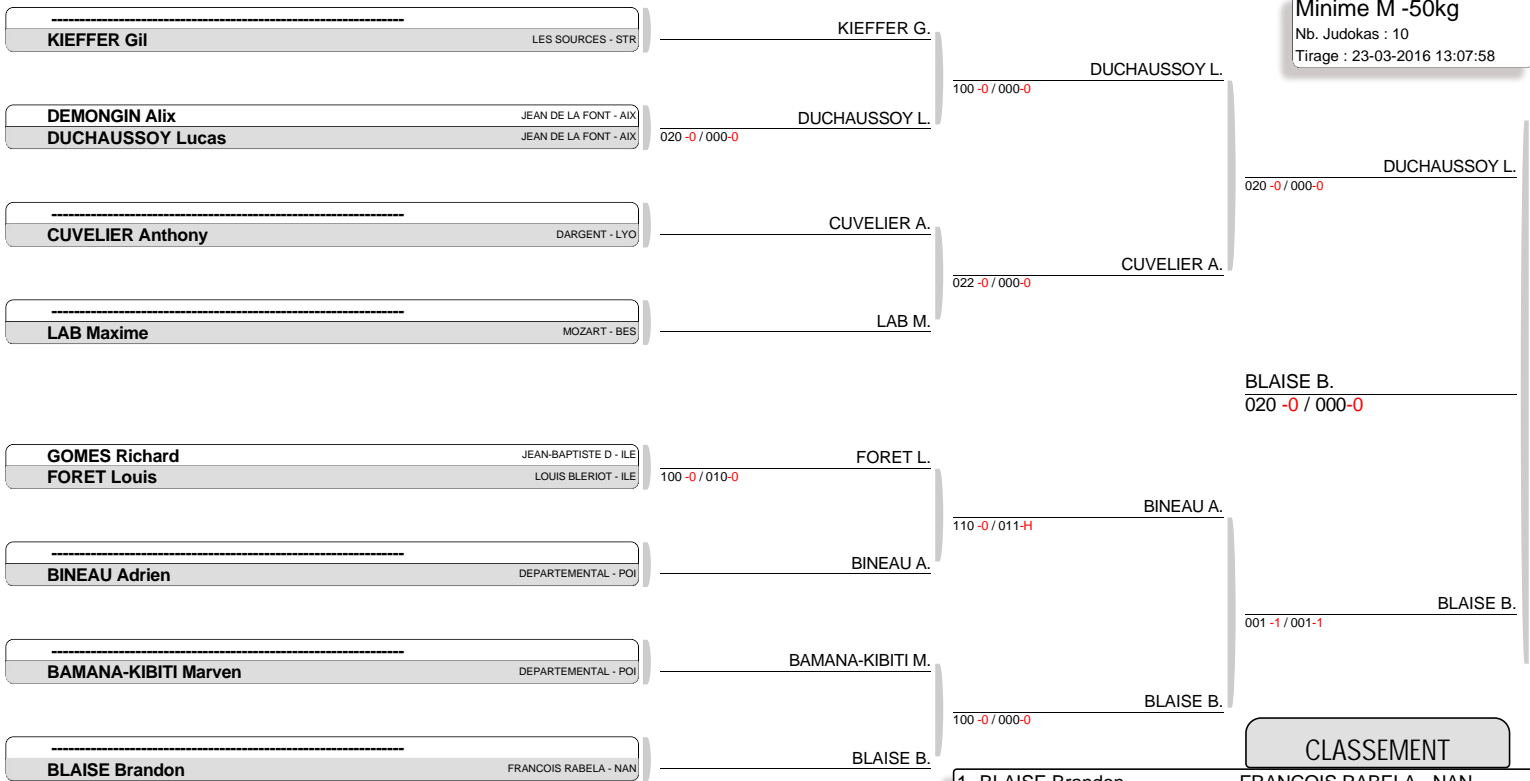 Minime M -50kg
Nb. Judokas : 10
Tirage : 23-03-2016 13:07:58
----------------------------------------------------------------
KIEFFER Gil LES SOURCES - STR
KIEFFER G.
DEMONGIN Alix JEAN DE LA FONT - AIX
DUCHAUSSOY Lucas JEAN DE LA FONT - AIX
DUCHAUSSOY L.
020 -0 / 000-0
DUCHAUSSOY L.
100 -0 / 000-0
----------------------------------------------------------------
CUVELIER Anthony DARGENT - LYO
CUVELIER A.
----------------------------------------------------------------
LAB Maxime MOZART - BES
LAB M.
CUVELIER A.
022 -0 / 000-0
DUCHAUSSOY L.
020 -0 / 000-0
BLAISE B.
020 -0 / 000-0
GOMES Richard JEAN-BAPTISTE D - ILE
FORET Louis LOUIS BLERIOT - ILE
FORET L.
100 -0 / 010-0
----------------------------------------------------------------
BINEAU Adrien DEPARTEMENTAL - POI
BINEAU A.
BINEAU A.
110 -0 / 011-H
----------------------------------------------------------------
BAMANA-KIBITI Marven DEPARTEMENTAL - POI
BAMANA-KIBITI M.
----------------------------------------------------------------
BLAISE Brandon FRANCOIS RABELA - NAN
BLAISE B.
BLAISE B.
100 -0 / 000-0
BLAISE B.
001 -1 / 001-1
CLASSEMENT
1 BLAISE Brandon FRANCOIS RABELA - NAN